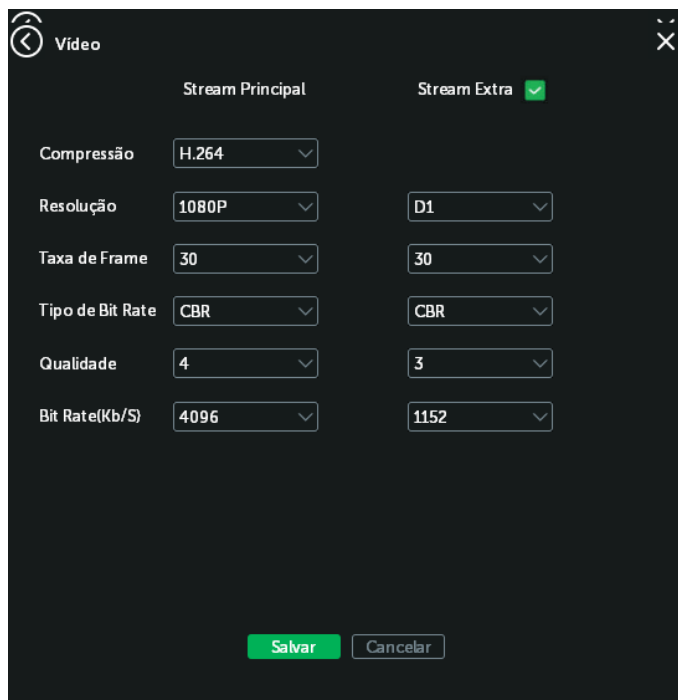 Vídeo
Stream Principal Stream Extra
Compressão H.264
Resolução 1080P D1
Taxa de Frame 30 30
Tipo de Bit Rate CBR CBR
Qualidade 4 3
Bit Rate(Kb/S) 4096 1152
Salvar Cancelar